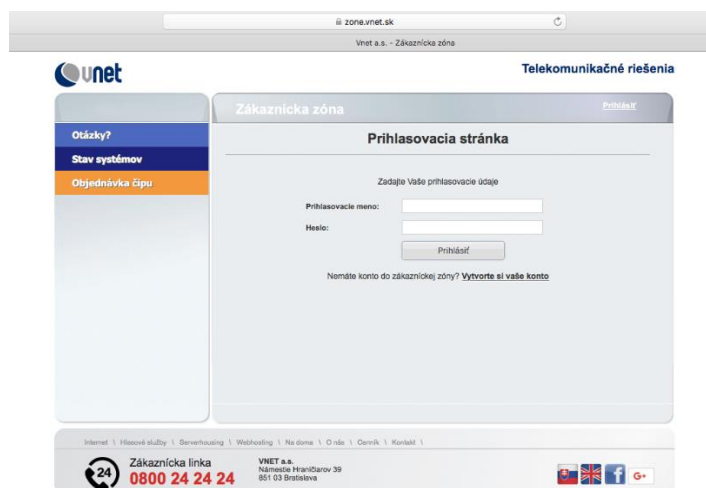 zone.vnet.sk
Vnet a.s. - Zákaznícka zóna
vnet
Telekomunikačné riešenia
Zákaznicka zóna
Prihlásiť
Otázky?
Stav systémov
Objednávka čipu
Prihlasovacia stránka
Zadajte Vaše prihlasovacie údaje
Prihlasovacie meno:
Heslo:
Prihlásiť
Nemáte konto do zákazníckej zóny? Vytvorte si vaše konto
Internet \ Hlasové služby \ Serverhousing \ Webhosting \ Na doma \ O nás \ Cenník \ Kontakt \
24
Zákaznícka linka
0800 24 24 24
VNET a.s.
Námestie Hraničiarov 39
851 03 Bratislava
f
G+